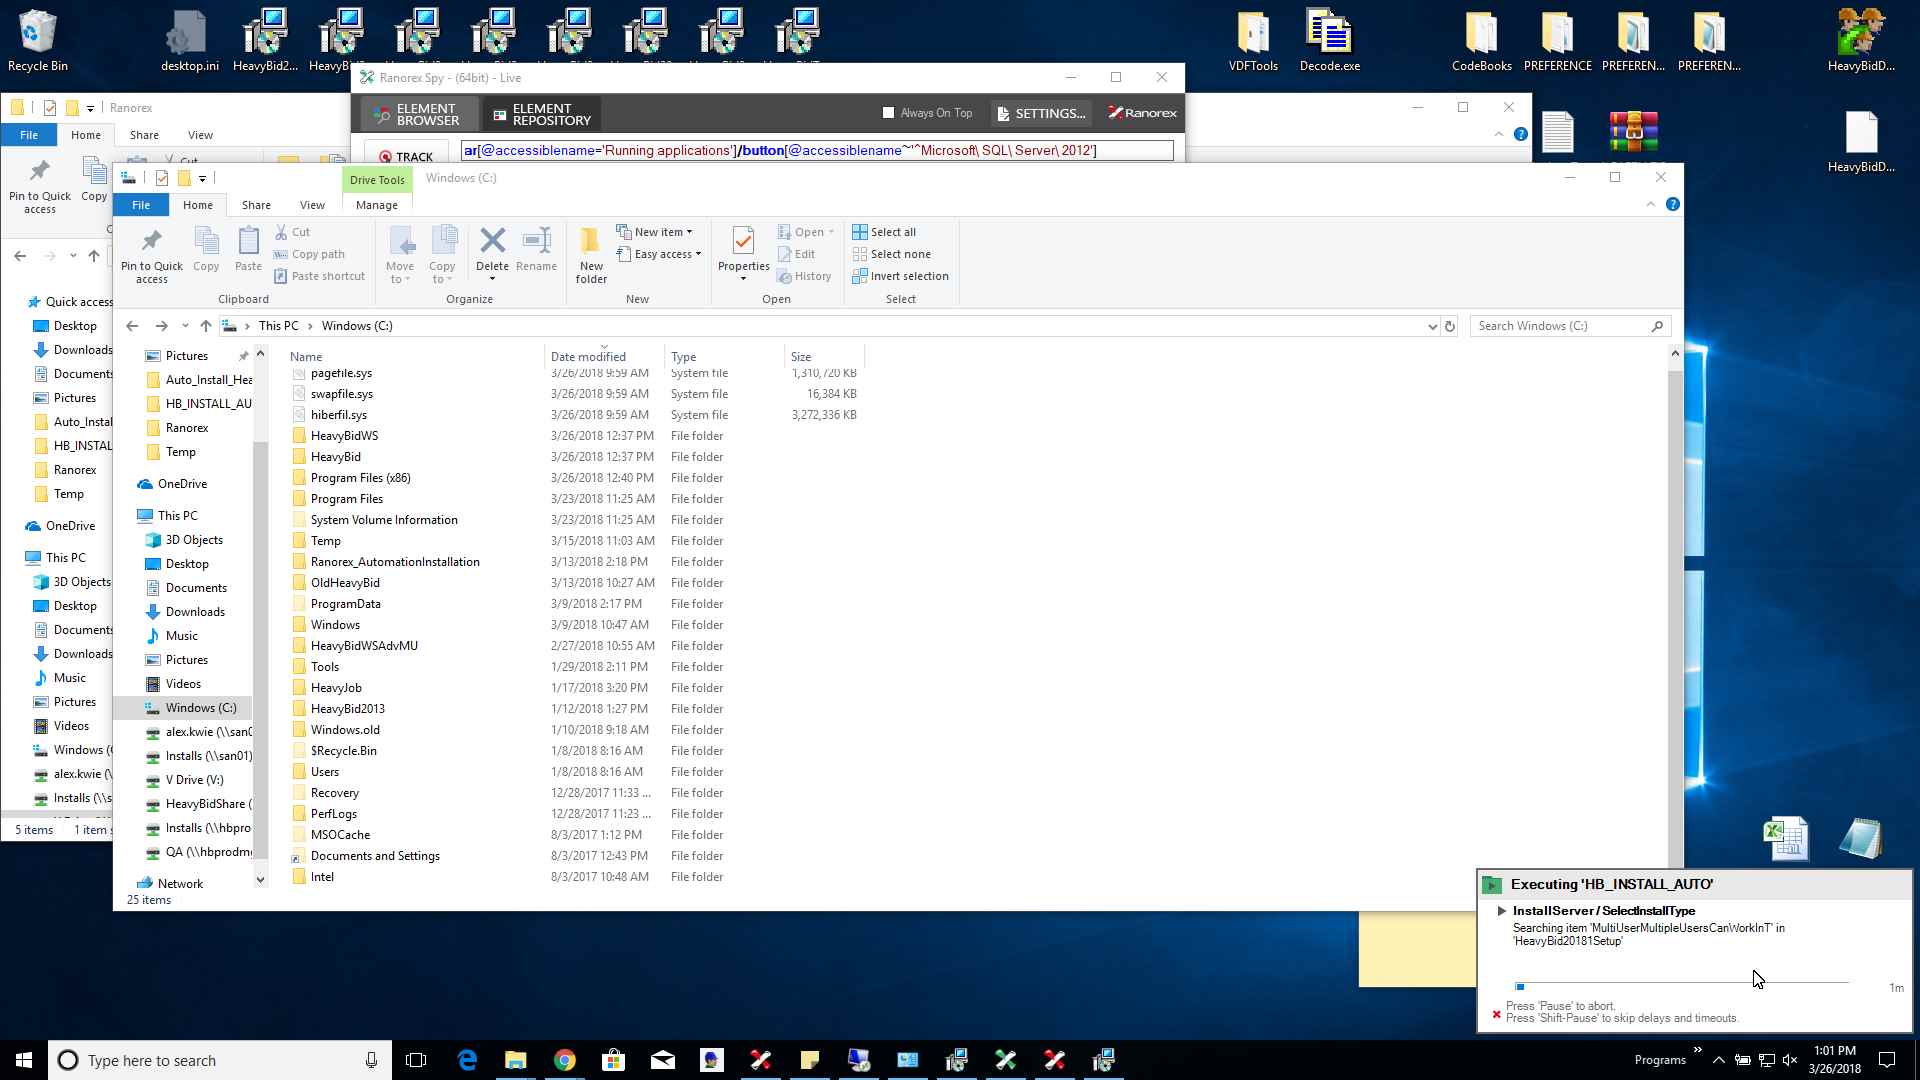 Recycle Bin
desktop.ini
HeavyBid2...
VDFTools
Decode.exe
CodeBooks
PREFERENCE
PREFEREN...
PREFEREN...
HeavyBidD...
HeavyBidD...
Ranorex Spy - (64bit) - Live
ELEMENT BROWSER
ELEMENT REPOSITORY
Always On Top
SETTINGS...
Ranorex
TRACK
ar[@accessiblename='Running applications']/button[@accessiblename~'^Microsoft\ SQL\ Server\ 2012']
Ranorex
File
Home
Share
View
Pin to Quick access
Copy
Quick access
Desktop
Downloads
Documents
Pictures
Auto_Instal
HB_INSTAL
Ranorex
Temp
OneDrive
This PC
3D Objects
Desktop
Documents
Downloads
Music
Pictures
Videos
Windows (
alex.kwie (\
Installs (\\s
5 items
1 item s
Drive Tools
Windows (C:)
File
Home
Share
View
Manage
Pin to Quick access
Copy
Paste
Cut
Copy path
Paste shortcut
Clipboard
Move to
Copy to
Delete
Rename
Organize
New folder
New item
Easy access
New
Properties
Open
Edit
History
Open
Select all
Select none
Invert selection
Select
This PC > Windows (C:)
Search Windows (C:)
Pictures
Auto_Install_Hea
HB_INSTALL_AU
Ranorex
Temp
OneDrive
This PC
3D Objects
Desktop
Documents
Downloads
Music
Pictures
Videos
Windows (C:)
alex.kwie (\\san0
Installs (\\san01)
V Drive (V:)
HeavyBidShare (
Installs (\\hbpro
QA (\\hbprodm
Network
Name Date modified Type Size
pagefile.sys 3/26/2018 9:59 AM System file 1,310,720 KB
swapfile.sys 3/26/2018 9:59 AM System file 16,384 KB
hiberfil.sys 3/26/2018 9:59 AM System file 3,272,336 KB
HeavyBidWS 3/26/2018 12:37 PM File folder
HeavyBid 3/26/2018 12:37 PM File folder
Program Files (x86) 3/26/2018 12:40 PM File folder
Program Files 3/23/2018 11:25 AM File folder
System Volume Information 3/23/2018 11:25 AM File folder
Temp 3/15/2018 11:03 AM File folder
Ranorex_AutomationInstallation 3/13/2018 2:18 PM File folder
OldHeavyBid 3/13/2018 10:27 AM File folder
ProgramData 3/9/2018 2:17 PM File folder
Windows 3/9/2018 10:47 AM File folder
HeavyBidWSAdvMU 2/27/2018 10:55 AM File folder
Tools 1/29/2018 2:11 PM File folder
HeavyJob 1/17/2018 3:20 PM File folder
HeavyBid2013 1/12/2018 1:27 PM File folder
Windows.old 1/10/2018 9:18 AM File folder
$Recycle.Bin 1/8/2018 8:16 AM File folder
Users 1/8/2018 8:16 AM File folder
Recovery 12/28/2017 11:33 ... File folder
PerfLogs 12/28/2017 11:23 ... File folder
MSOCache 8/3/2017 1:12 PM File folder
Documents and Settings 8/3/2017 12:43 PM File folder
Intel 8/3/2017 10:48 AM File folder
25 items
Executing 'HB_INSTALL_AUTO'
InstallServer / SelectInstallType
Searching item 'MultiUserMultipleUsersCanWorkInT' in
'HeavyBid20181Setup'
1m
Press 'Pause' to abort.
Press 'Shift-Pause' to skip delays and timeouts.
Type here to search
Programs
1:01 PM
3/26/2018